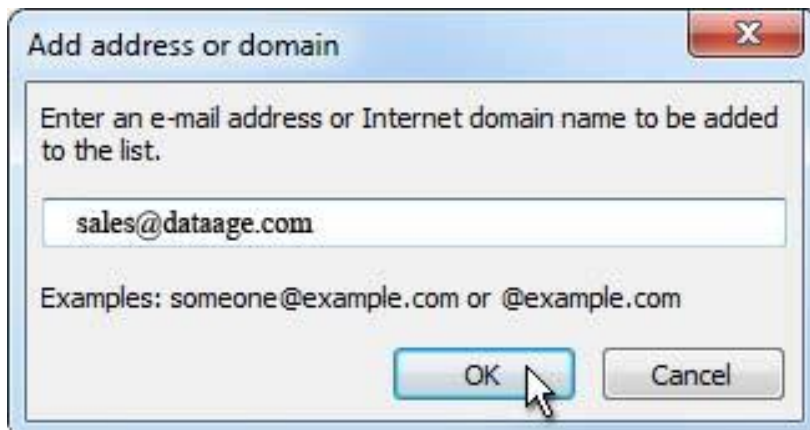 Add address or domain
Enter an e-mail address or Internet domain name to be added
to the list.
sales@dataage.com
Examples: someone@example.com or @example.com
OK
Cancel